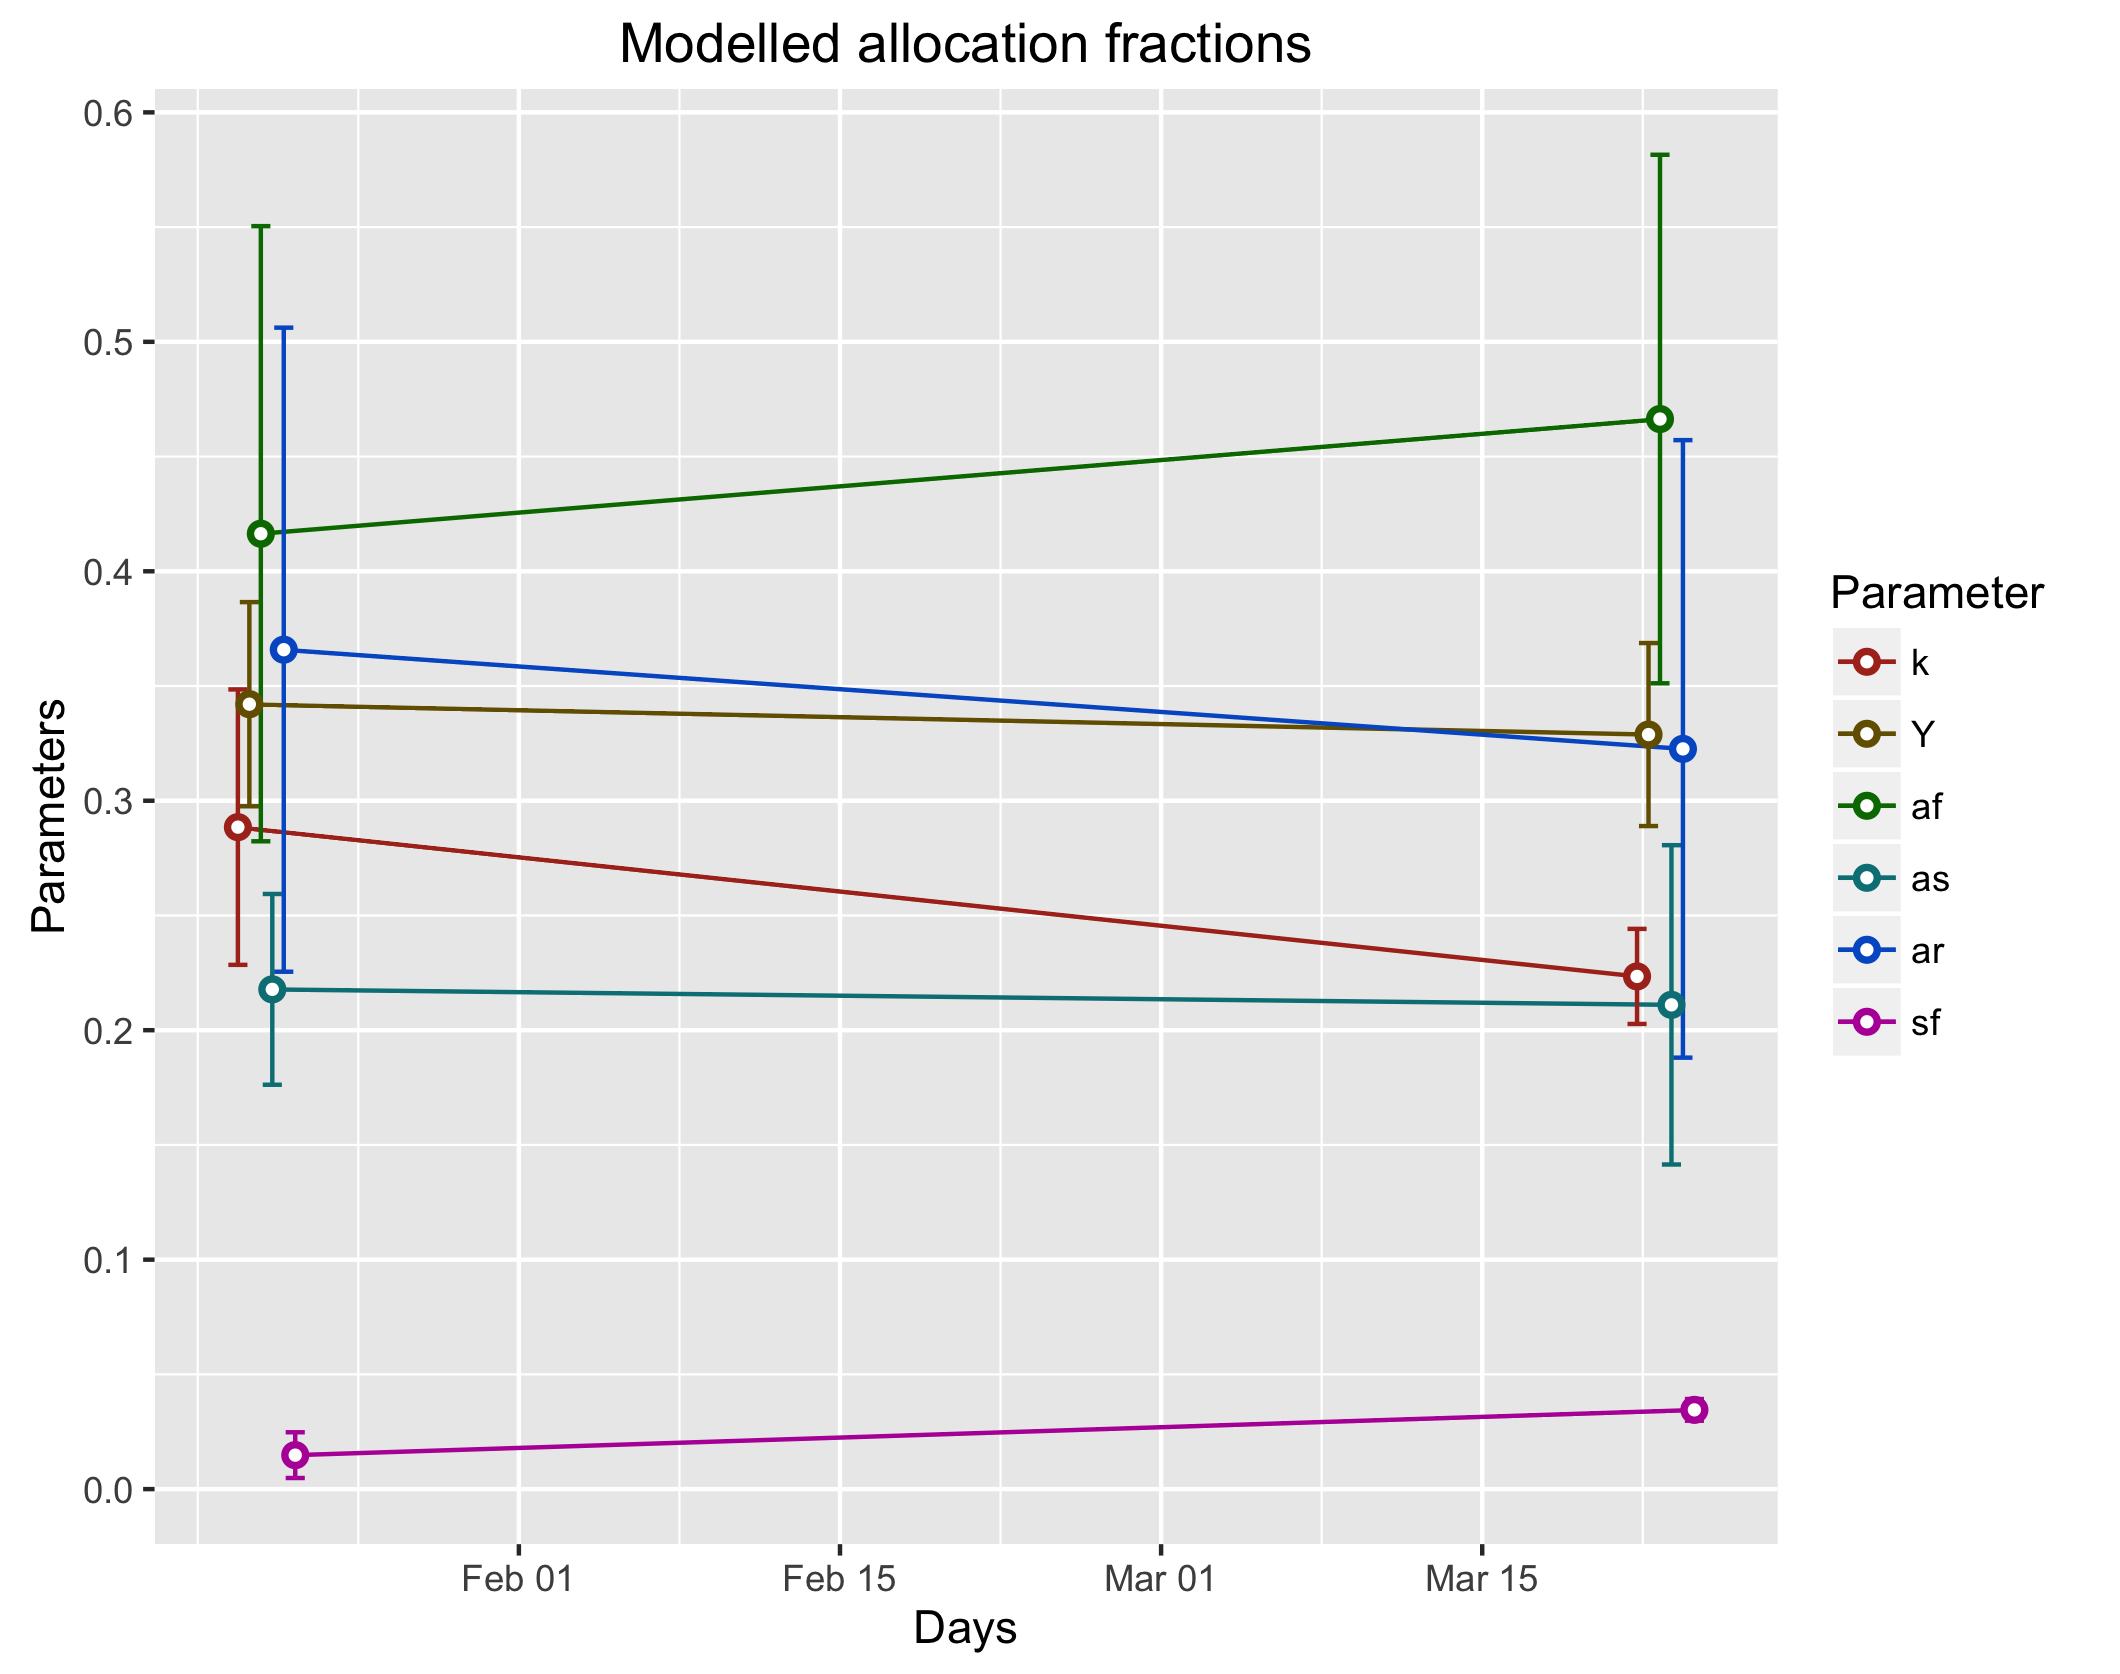 Modelled allocation fractions
0.6
0.5
0.4
0.3
0.2
0.1
0.0
Parameters
Feb 01 Feb 15 Mar 01 Mar 15
Days
Parameter
k
Y
af
as
ar
sf